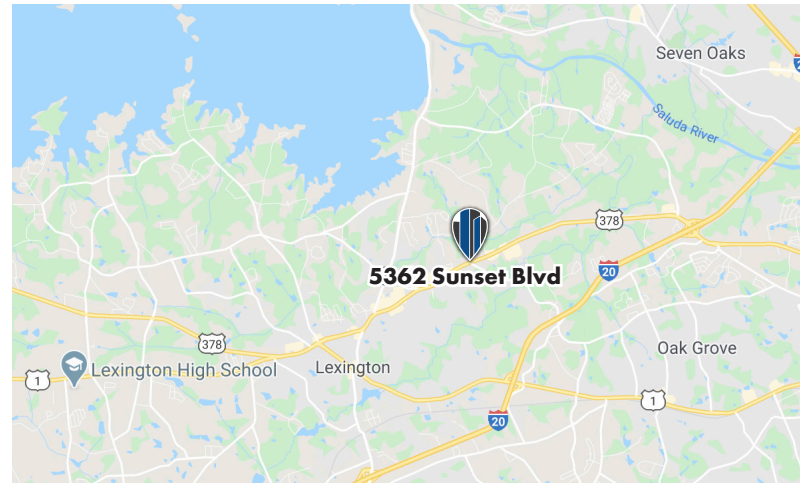 Seven Oaks
Saluda River
378
5362 Sunset Blvd
20
378
Lexington
Oak Grove
1
Lexington High School
1
20